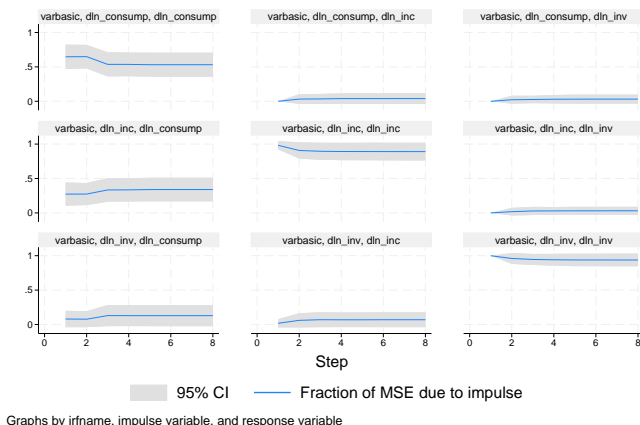 varbasic, dln_consump, dln_consump
varbasic, dln_consump, dln_inc
varbasic, dln_consump, dln_inv
1
.5
0
varbasic, dln_inc, dln_consump
varbasic, dln_inc, dln_inc
varbasic, dln_inc, dln_inv
1
.5
0
varbasic, dln_inv, dln_consump
varbasic, dln_inv, dln_inc
varbasic, dln_inv, dln_inv
1
.5
0
0 2 4 6 8
0 2 4 6 8
0 2 4 6 8
Step
95% CI
Fraction of MSE due to impulse
Graphs by irfname, impulse variable, and response variable